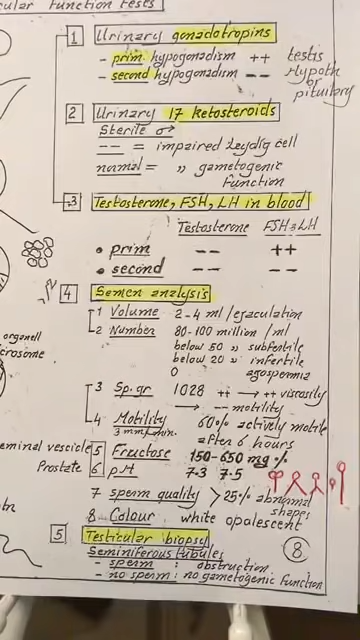 cular Function Tests
1 Urinary gonadotropins
- prim hypogonadism ++ testis
- second hypogonadism -- Hypoth or pituitary
2 Urinary 17 ketosteroids
Sterile ♂
-- = impaired Leydig cell
normal = 〃 gametogenic
Function
3 Testosterone, FSH, LH in blood
Testosterone FSH & LH
• prim -- ++
• second -- --
4 Semen analysis
1 Volume 2-4 ml/ejaculation
2 Number 80-100 million /ml
below 50 〃 subfertile
below 20 〃 infertile
0 azospermia
3 Sp.gr 1028 ++ → ++ viscosity
→ -- motility
4 Motility 60% actively motile
3 mm/min. after 6 hours
eminal vescicle 5 Fructose 150-650 mg %
Prostate 6 pH 7.3 7.5
7 sperm quality > 25% abnormal
shapes
8 Colour white opalescent
5 Testicular biopsy
Seminiferous tubules
- sperm : obstruction
- no sperm : no gametogenic Function
8
organell
crosome